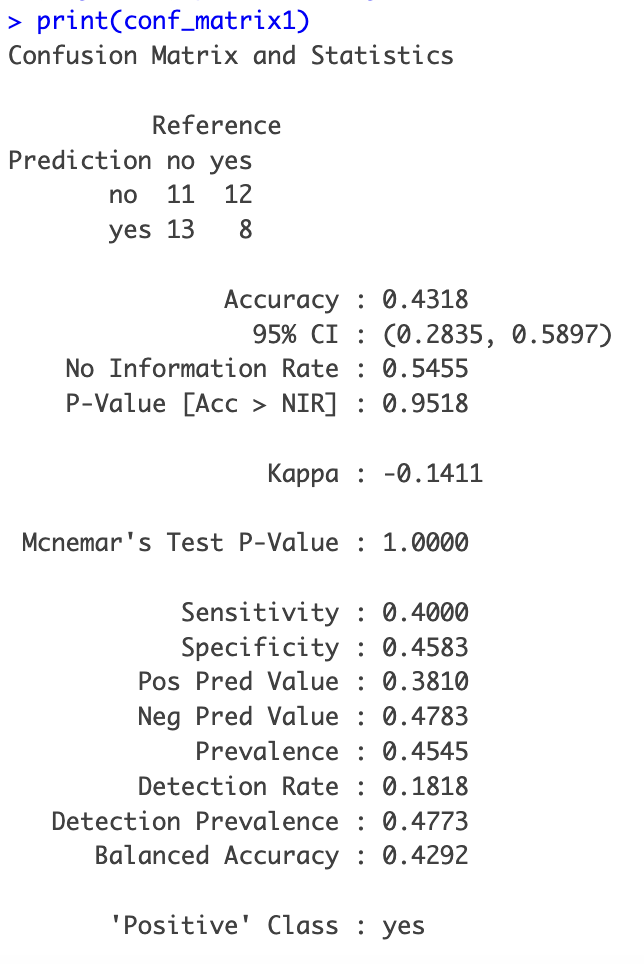 > print(conf_matrix1)
Confusion Matrix and Statistics
Reference
Prediction no yes
no 11 12
yes 13 8
Accuracy : 0.4318
95% CI : (0.2835, 0.5897)
No Information Rate : 0.5455
P-Value [Acc > NIR] : 0.9518
Kappa : -0.1411
Mcnemar's Test P-Value : 1.0000
Sensitivity : 0.4000
Specificity : 0.4583
Pos Pred Value : 0.3810
Neg Pred Value : 0.4783
Prevalence : 0.4545
Detection Rate : 0.1818
Detection Prevalence : 0.4773
Balanced Accuracy : 0.4292
'Positive' Class : yes